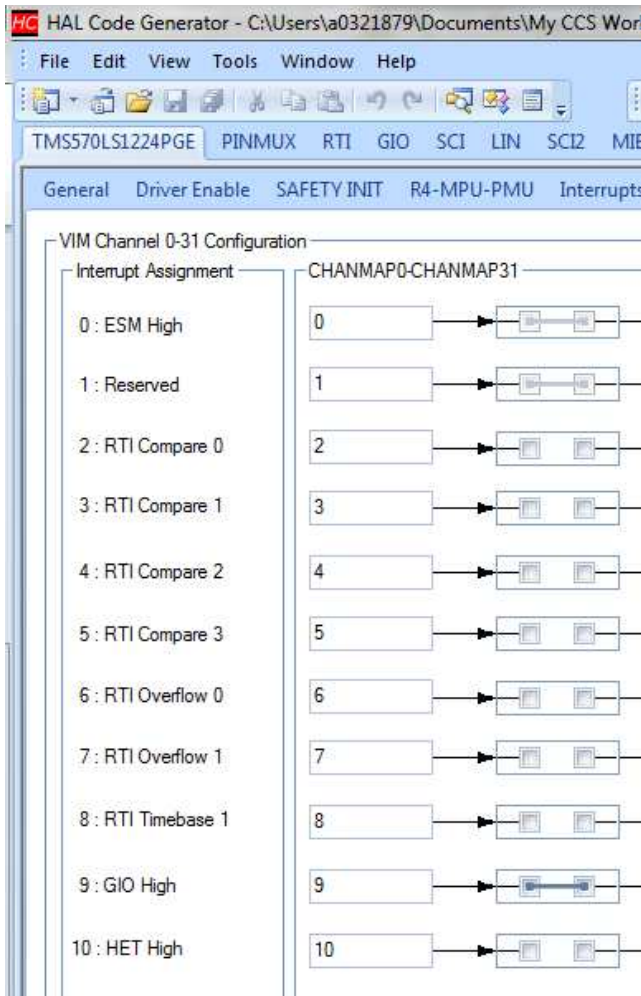 HC HAL Code Generator - C:\Users\a0321879\Documents\My CCS Wor
File Edit View Tools Window Help
TMS570LS1224PGE PINMUX RTI GIO SCI LIN SCI2
General Driver Enable SAFETY INIT R4-MPU-PMU Interrupts
VIM Channel 0-31 Configuration
Interrupt Assignment CHANMAP0-CHANMAP31
0 : ESM High 0
1 : Reserved 1
2 : RTI Compare 0 2
3 : RTI Compare 1 3
4 : RTI Compare 2 4
5 : RTI Compare 3 5
6 : RTI Overflow 0 6
7 : RTI Overflow 1 7
8 : RTI Timebase 1 8
9 : GIO High 9
10 : HET High 10